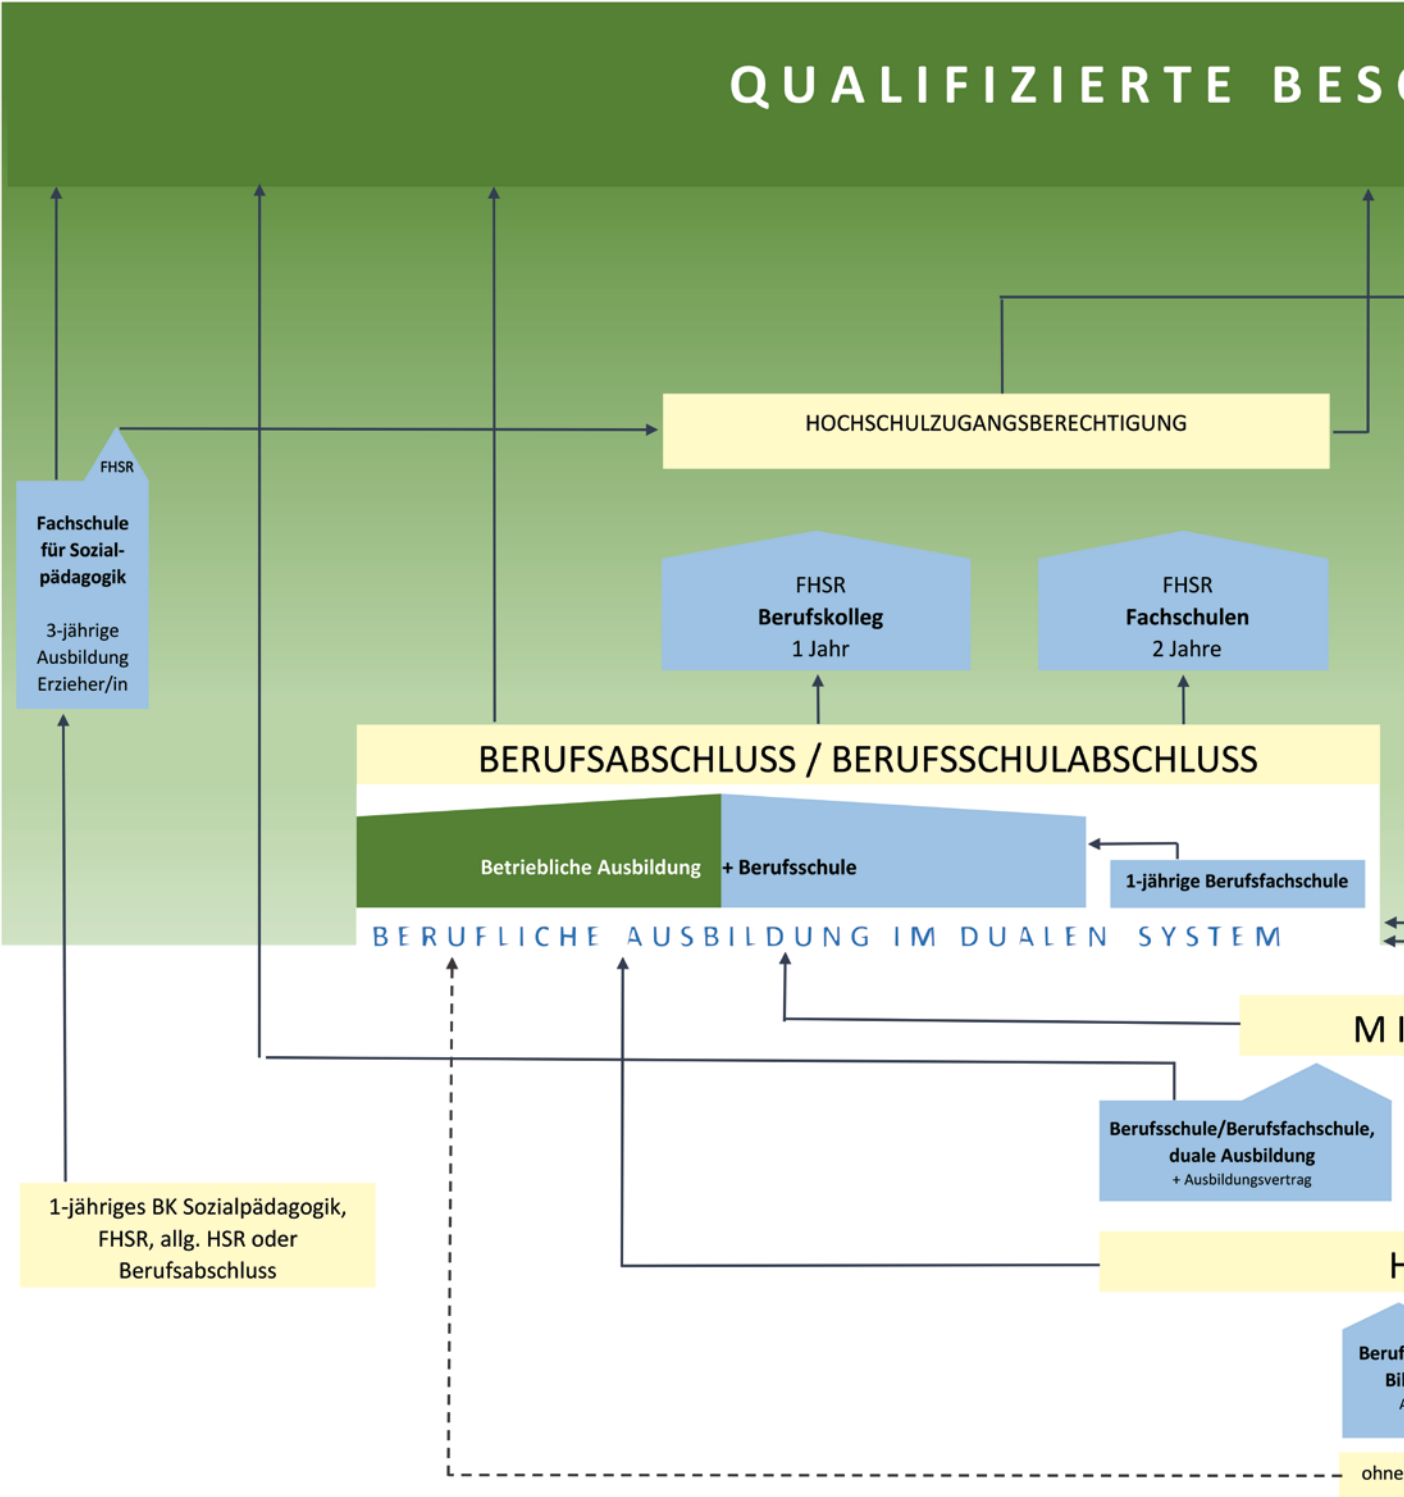 QUALIFIZIERTE
HOCHSCHULZUGANGSBERECHTIGUNG
FHSR
Fachschule
für Sozial-
pädagogik
3-jährige
Ausbildung
Erzieher/in
FHSR
Berufskolleg
1 Jahr
FHSR
Fachschulen
2 Jahre
BERUFSABSCHLUSS / BERUFSSCHULABSCHLUSS
Betriebliche Ausbildung + Berufsschule
1-jährige Berufsfachschule
BERUFLICHE AUSBILDUNG IM DUALEN SYSTEM
Berufsschule/Berufsfachschule,
duale Ausbildung
+ Ausbildungsvertrag
1-jähriges BK Sozialpädagogik,
FHSR, allg. HSR oder
Berufsabschluss
ohne